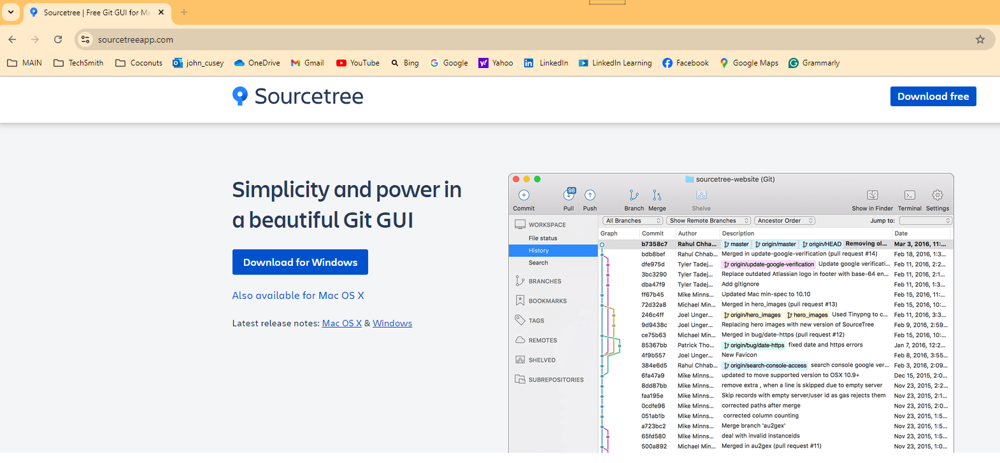 Sourcetree | Free Git GUI for Ma
sourcetreeapp.com
MAIN TechSmith Coconuts john_cusey OneDrive Gmail YouTube Bing Google Yahoo LinkedIn LinkedIn Learning Facebook Google Maps Grammarly
Sourcetree
Download free
Simplicity and power in
a beautiful Git GUI
Download for Windows
Also available for Mac OS X
Latest release notes: Mac OS X & Windows
sourcetree-website (Git)
98
Commit Pull Push Branch Merge Shelve Show in Finder Terminal Settings
WORKSPACE
File status
History
Search
BRANCHES
BOOKMARKS
TAGS
REMOTES
SHELVED
SUBREPOSITORIES
All Branches Show Remote Branches Ancestor Order Jump to:
Graph Commit Author Description Date
b7358c7 Rahul Chha... master origin/master origin/HEAD Removing ol... Mar 3, 2016, 11:...
bdb8bef Rahul Chhab... Merged in update-google-verification (pull request #14) Feb 18, 2016, 1:3...
dfe975d Tyler Tadej... origin/update-google-verification Update google verificati... Feb 11, 2016, 2:2...
3bc3290 Tyler Tadej... Replace outdated Atlassian logo in footer with base-64 en... Feb 11, 2016, 2:1...
dba47f9 Tyler Tadej... Add gitignore Feb 11, 2016, 1:3...
ff67b45 Mike Minns... Updated Mac min-spec to 10.10 Feb 15, 2016, 11:...
72d32a8 Michael Min... Merged in hero_images (pull request #13) Feb 15, 2016, 10:...
246c4ff Joel Unger... origin/hero_images hero_images Used Tinypng to c... Feb 11, 2016, 3:3...
9d9438c Joel Unger... Replacing hero images with new version of SourceTree Feb 9, 2016, 2:59...
ce75b63 Michael Min... Merged in bug/date-https (pull request #12) Feb 15, 2016, 10:...
85367bb Patrick Tho... origin/bug/date-https fixed date and https errors Jan 7, 2016, 12:2...
4f9b557 Joel Unger... New Favicon Feb 8, 2016, 3:55...
384e6d5 Rahul Chhab... origin/search-console-access search console google ver... Feb 3, 2016, 2:09...
6fa47a9 Mike Minns... updated to move supported version to OSX 10.9+ Dec 15, 2015, 2:0...
8dd87bb Mike Minns... remove extra , when a line is skipped due to empty server Nov 23, 2015, 2:2...
faa195e Mike Minns... Skip records with empty server/user id as gas rejects them Nov 23, 2015, 2:1...
0cdfe96 Mike Minns... corrected paths after merge Nov 23, 2015, 2:0...
051ab1b Mike Minns... corrected column counting Nov 23, 2015, 1:5...
a723bc2 Mike Minns... Merge branch 'au2gex' Nov 23, 2015, 1:5...
65fd580 Mike Minns... deal with invalid instanceids Nov 23, 2015, 1:5...
500a892 Michael Min... Merged in au2gex (pull request #11) Nov 23, 2015, 1:5...